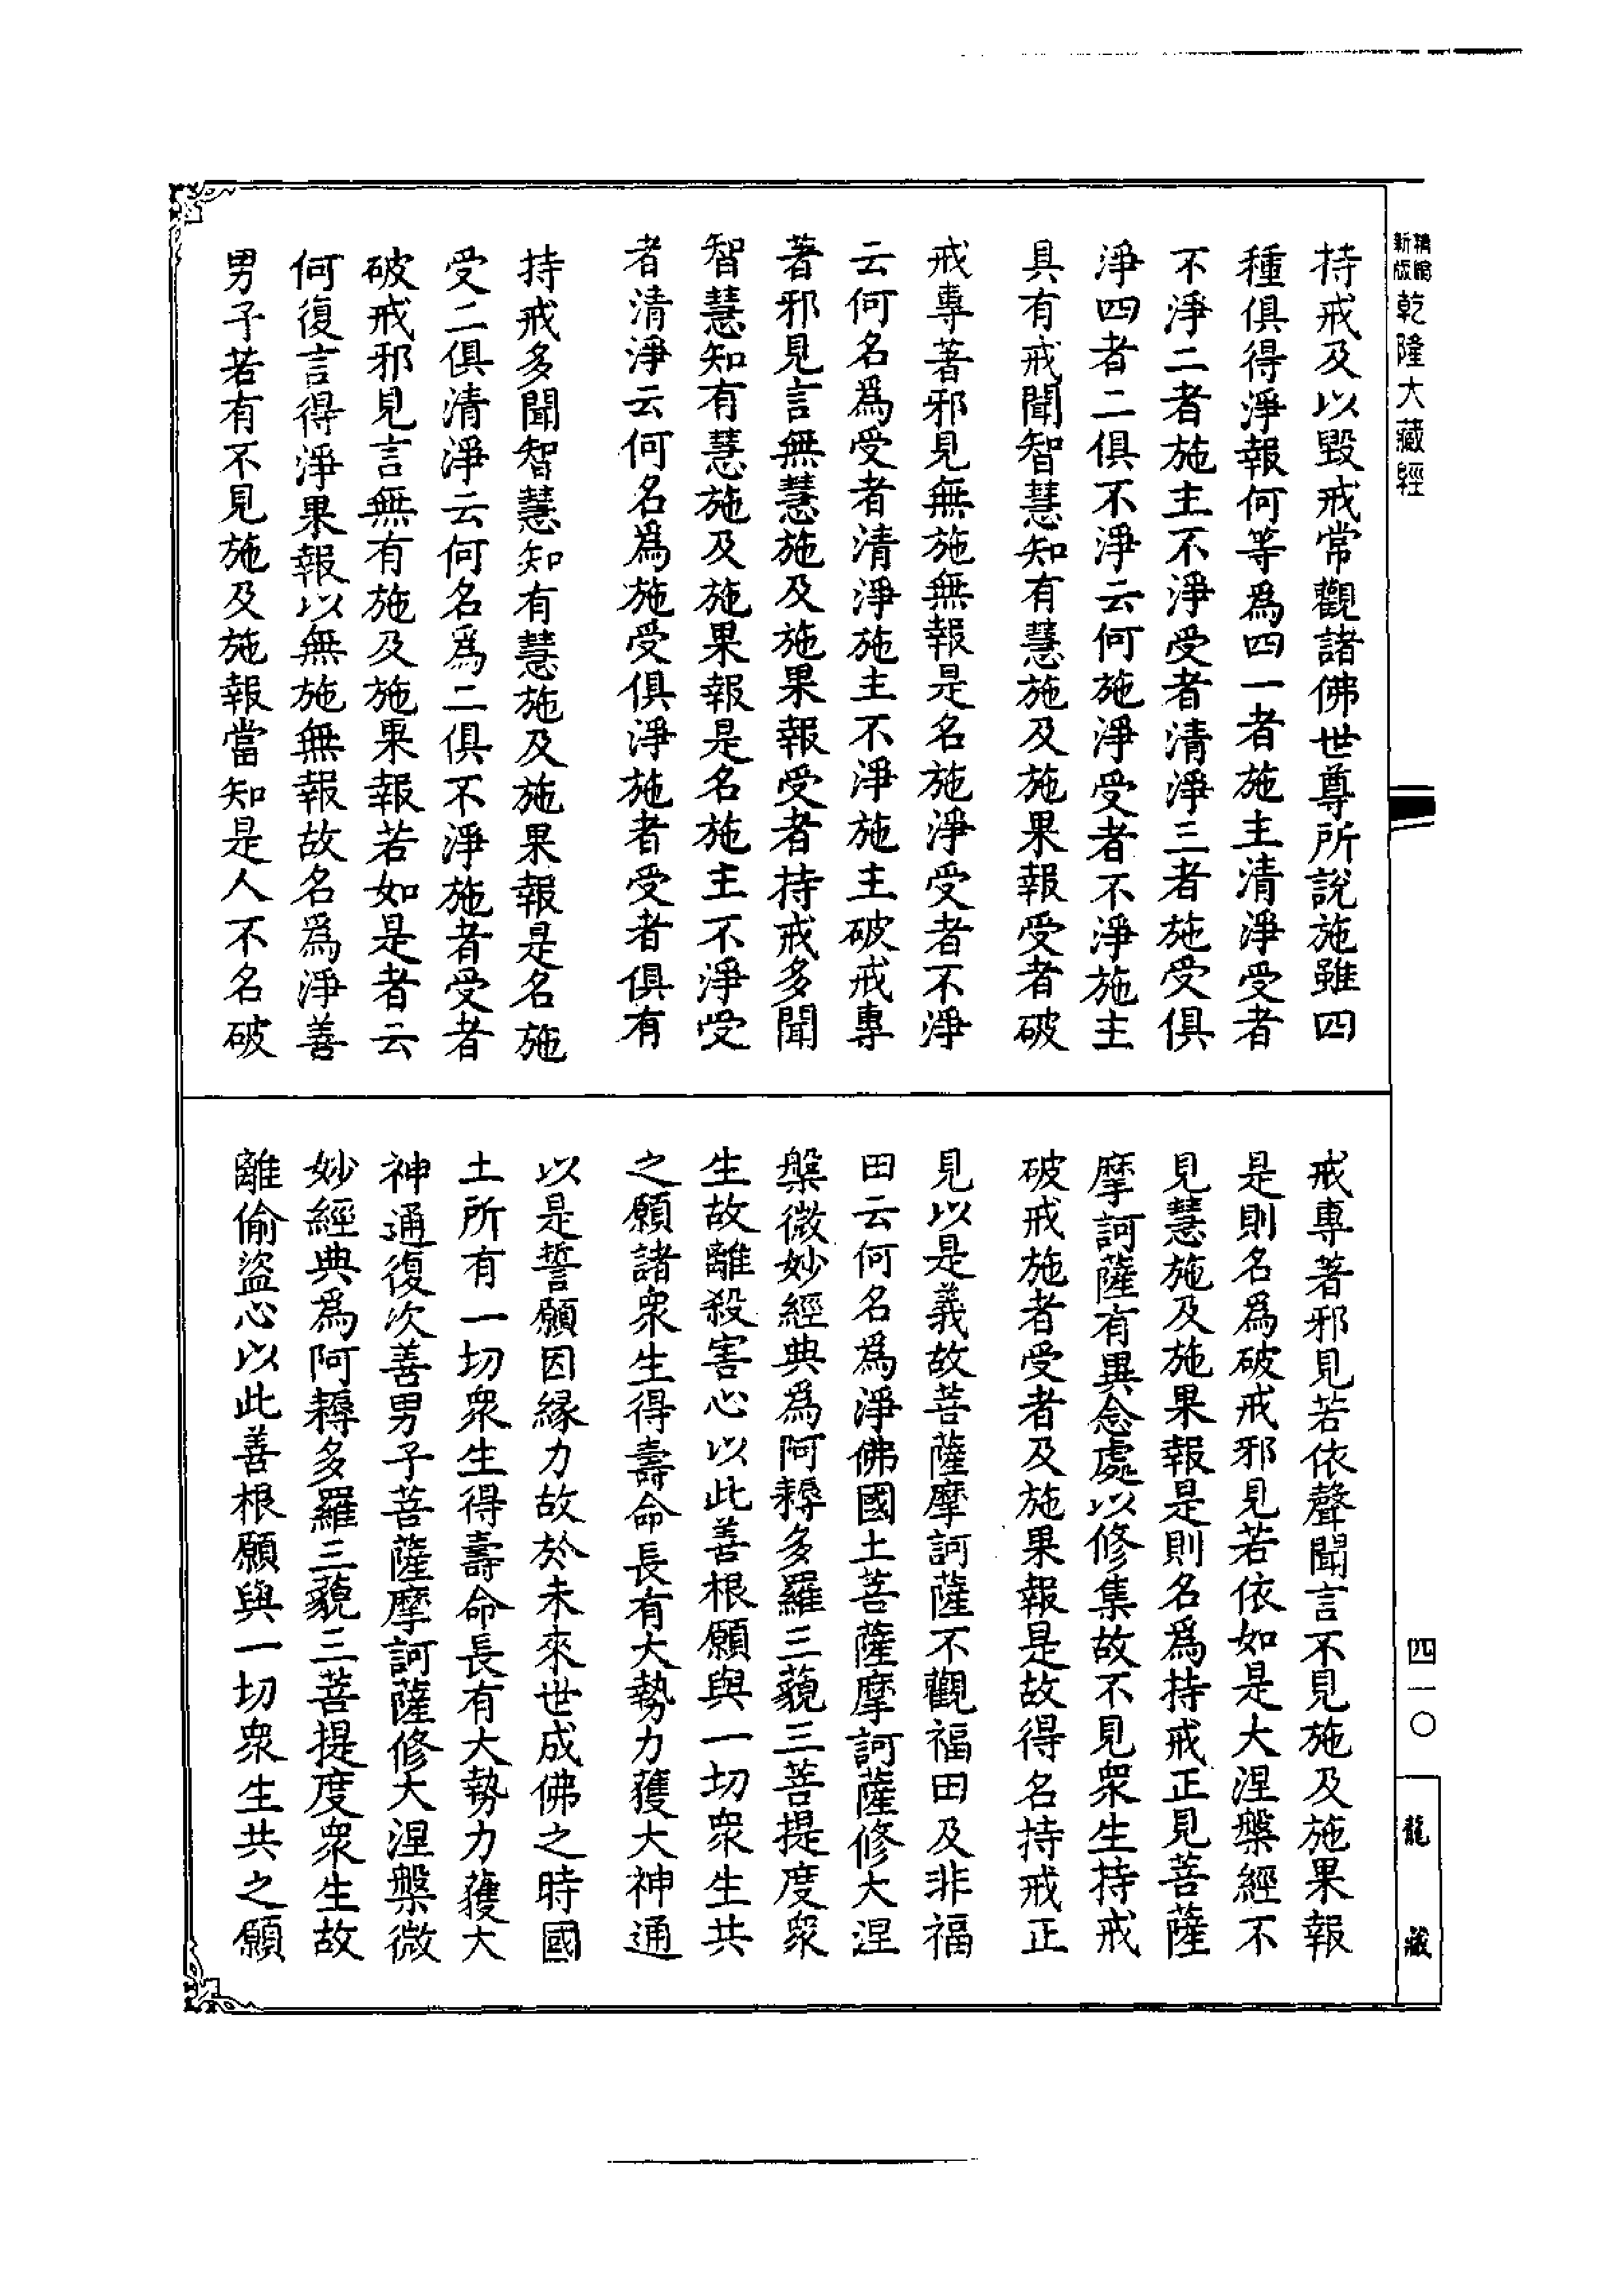 新版精縮乾隆大藏經
持戒及以毀戒常觀諸佛世尊所說施雖四
種俱得淨報何等爲四一者施主清淨受者
不淨二者施主不淨受者清淨三者施受俱
淨四者二俱不淨云何施淨受者不淨施主
具有戒聞智慧知有慧施及施果報受者破
戒專著邪見無施無報是名施淨受者不淨
云何名爲受者清淨施主不淨施主破戒專
著邪見言無慧施及施果報受者持戒多聞
智慧知有慧施及施果報是名施主不淨受
者清淨云何名爲施受俱淨施者受者俱有
持戒多聞智慧知有慧施及施果報是名施
受二俱清淨云何名爲二俱不淨施者受者
破戒邪見言無有施及施果報若如是者云
何復言得淨果報以無施無報故名爲淨善
男子若有不見施及施報當知是人不名破
戒專著邪見若依聲聞言不見施及施果報
是則名爲破戒邪見若依如是大涅槃經不
見慧施及施果報是則名爲持戒正見菩薩
摩訶薩有異念處以修集故不見衆生持戒
破戒施者受者及施果報是故得名持戒正
見以是義故菩薩摩訶薩不觀福田及非福
田云何名爲淨佛國土菩薩摩訶薩修大涅
槃微妙經典爲阿耨多羅三藐三菩提度衆
生故離殺害心以此善根願與一切衆生共
之願諸衆生得壽命長有大勢力獲大神通
以是誓願因緣力故於未來世成佛之時國
土所有一切衆生得壽命長有大勢力獲大
神通復次善男子菩薩摩訶薩修大涅槃微
妙經典爲阿耨多羅三藐三菩提度衆生故
離偷盜心以此善根願與一切衆生共之願
四一〇
龍藏